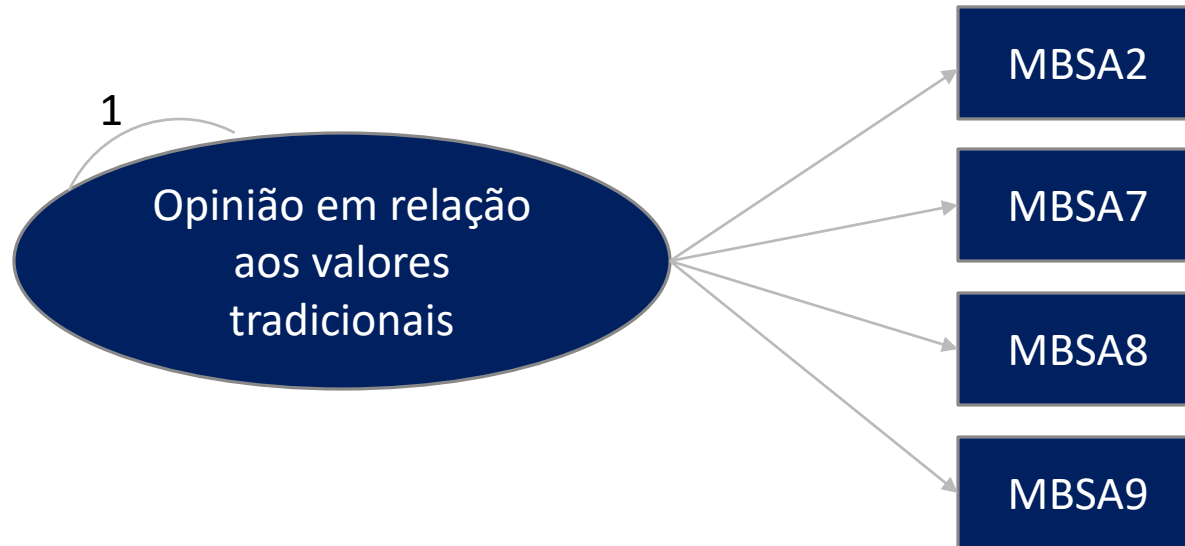 1
Opinião em relação
aos valores
tradicionais
MBSA2
MBSA7
MBSA8
MBSA9